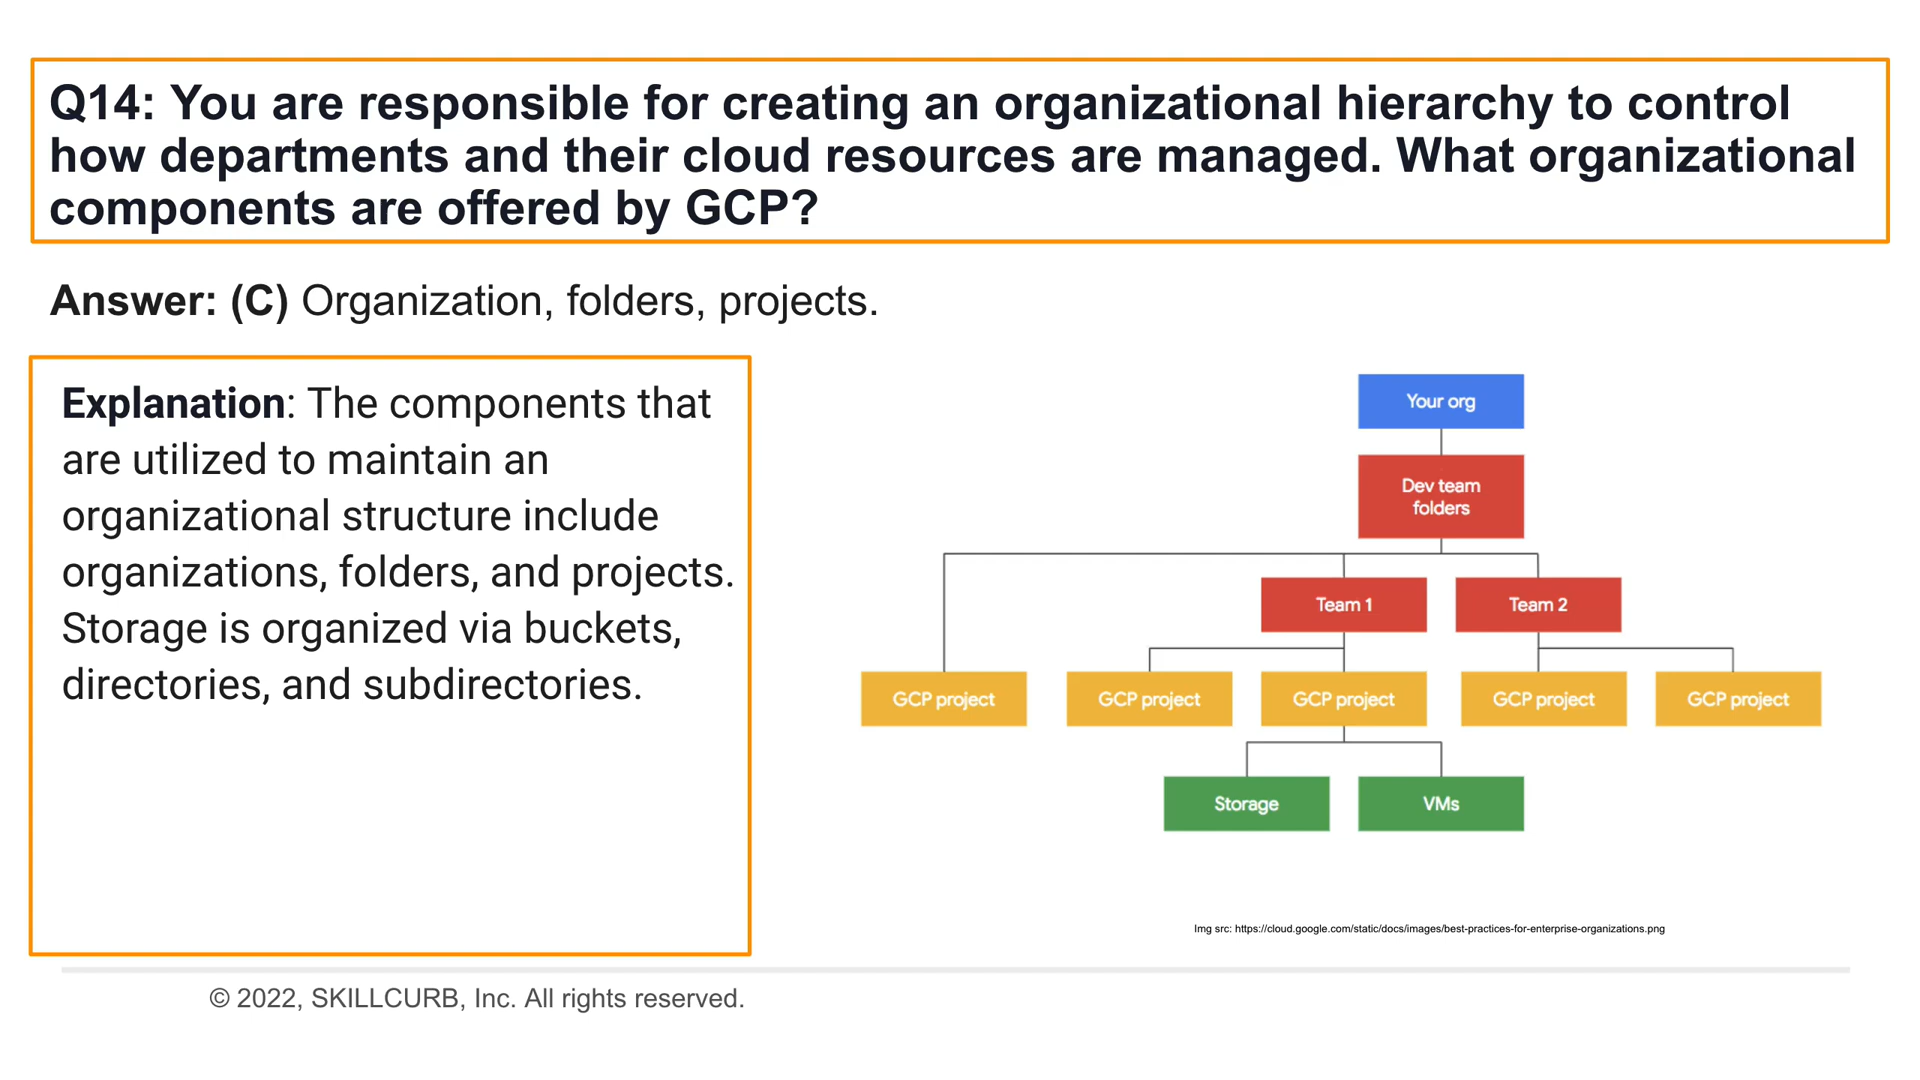 Q14: You are responsible for creating an organizational hierarchy to control
how departments and their cloud resources are managed. What organizational
components are offered by GCP?
Answer: (C) Organization, folders, projects.
Explanation: The components that
are utilized to maintain an
organizational structure include
organizations, folders, and projects.
Storage is organized via buckets,
directories, and subdirectories.
Your org
Dev team
folders
Team 1
Team 2
GCP project
GCP project
GCP project
GCP project
GCP project
Storage
VMs
Img src: https://cloud.google.com/static/docs/images/best-practices-for-enterprise-organizations.png
© 2022, SKILLCURB, Inc. All rights reserved.